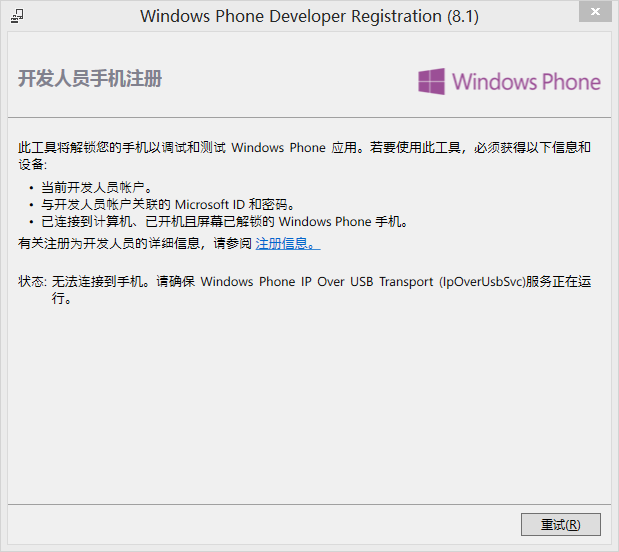 Windows Phone Developer Registration (8.1)
开发人员手机注册
Windows Phone
此工具将解锁您的手机以调试和测试 Windows Phone 应用。若要使用此工具，必须获得以下信息和
设备:
• 当前开发人员帐户。
• 与开发人员帐户关联的 Microsoft ID 和密码。
• 已连接到计算机、已开机且屏幕已解锁的 Windows Phone 手机。
有关注册为开发人员的详细信息，请参阅 注册信息。
状态: 无法连接到手机。请确保 Windows Phone IP Over USB Transport (IpOverUsbSvc)服务正在运
行。
重试(R)